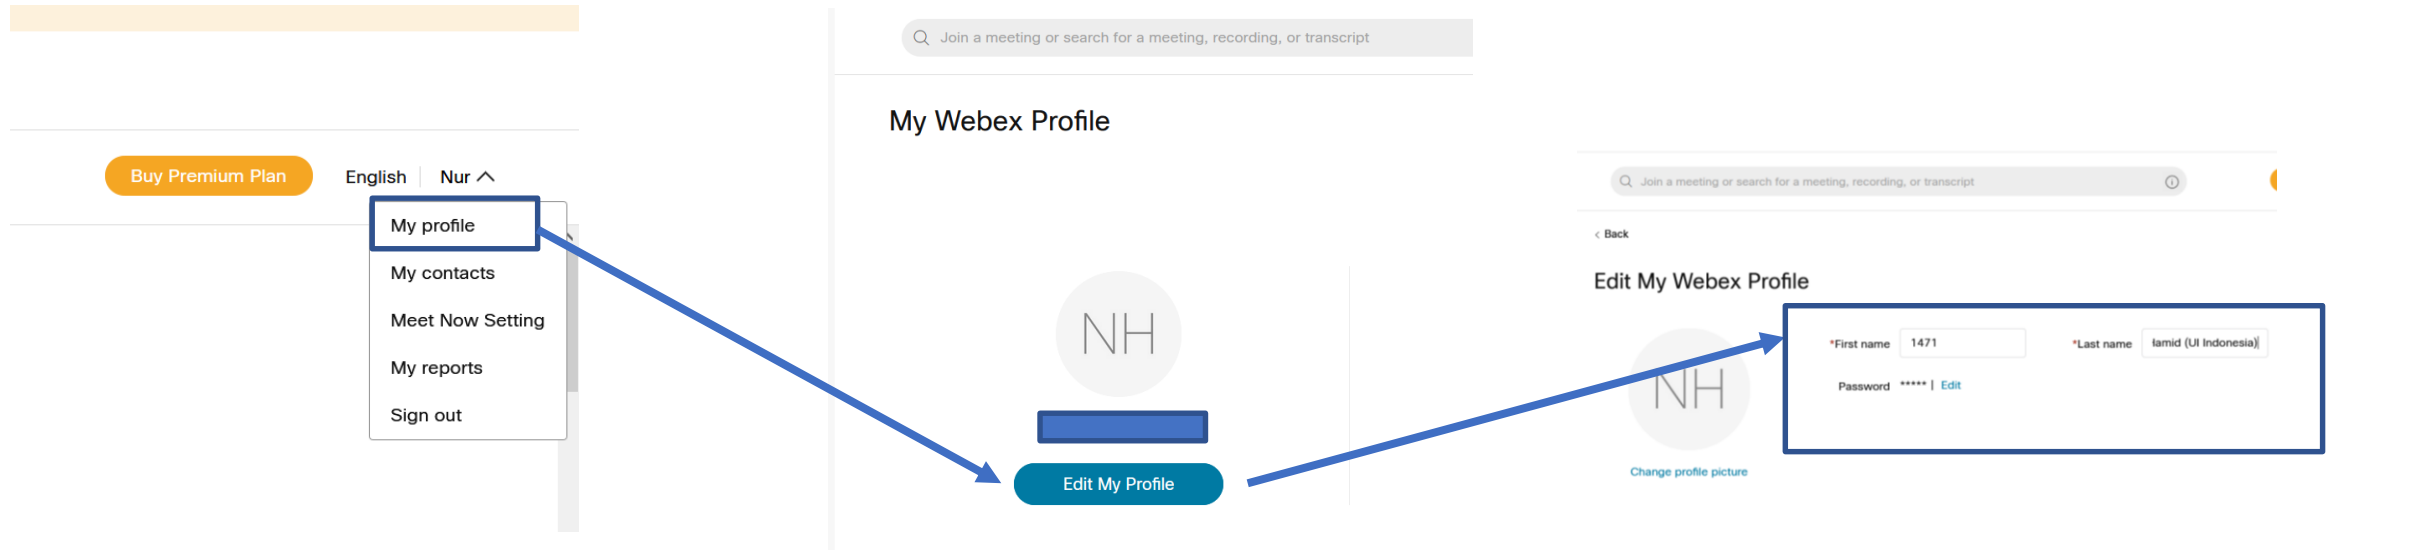 Buy Premium Plan
English
Nur
My profile
My contacts
Meet Now Setting
My reports
Sign out
Join a meeting or search for a meeting, recording, or transcript
My Webex Profile
NH
Edit My Profile
Join a meeting or search for a meeting, recording, or transcript
< Back
Edit My Webex Profile
NH
Change profile picture
*First name 1471 *Last name lamid (UI Indonesia)
Password ***** | Edit